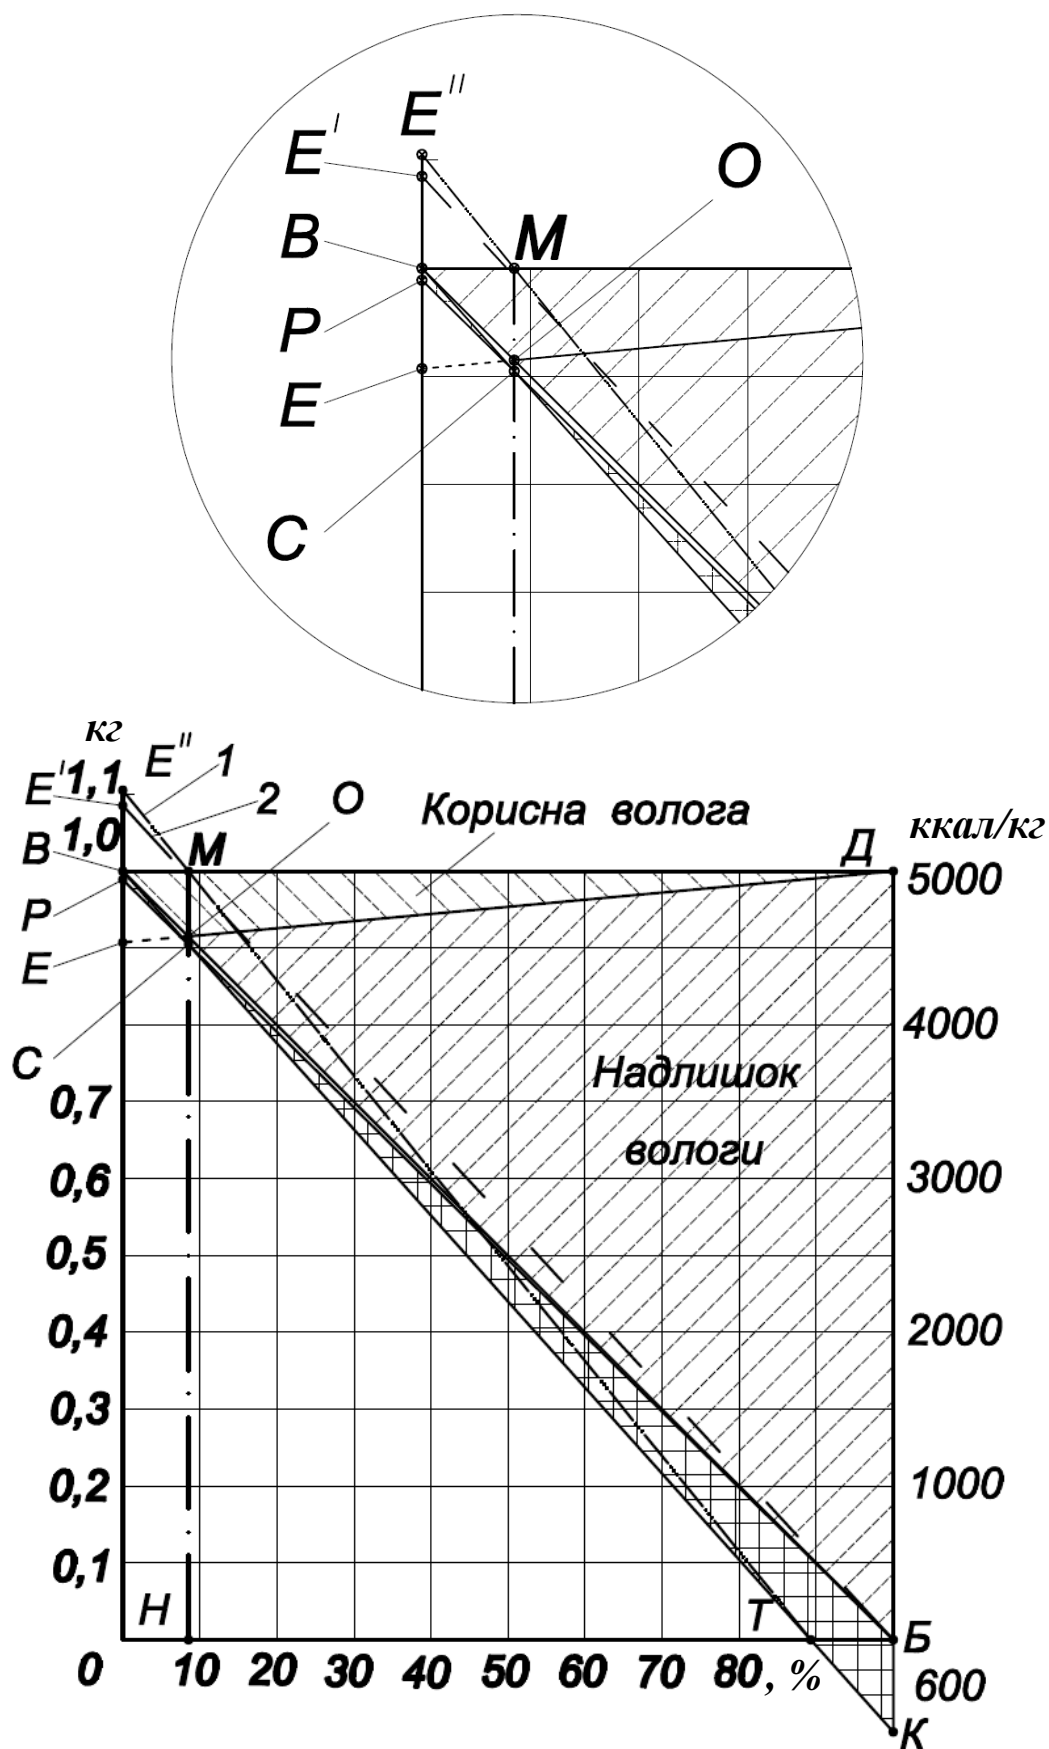 E"
E'
O
В
М
Р
Е
С
кг
E'
1,1
E"
1
2
О
Корисна волога
ккал/кг
В
1,0
М
Д
5000
Р
Е
С
4000
Надлишок
вологи
0,7
0,6
3000
0,5
0,4
2000
0,3
0,2
1000
0,1
Н
Т
Б
0
10
20
30
40
50
60
70
80, %
600
К